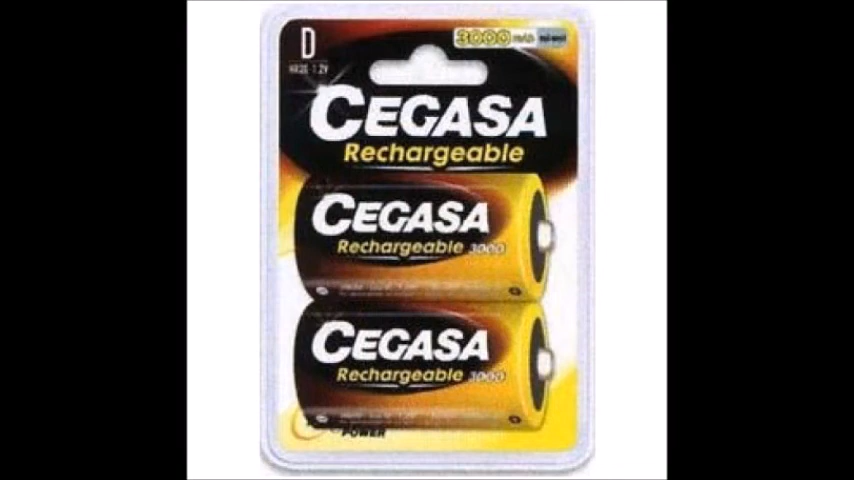 D
3000 mAh
HR20 1.2V
CEGASA
Rechargeable
CEGASA
Rechargeable 3000
CEGASA
Rechargeable 3000
POWER